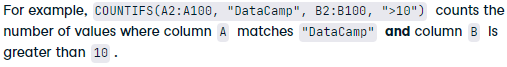 For example, COUNTIFS(A2:A100, "DataCamp", B2:B100, ">10") counts the
number of values where column A matches "DataCamp" and column B Is
greater than 10 .